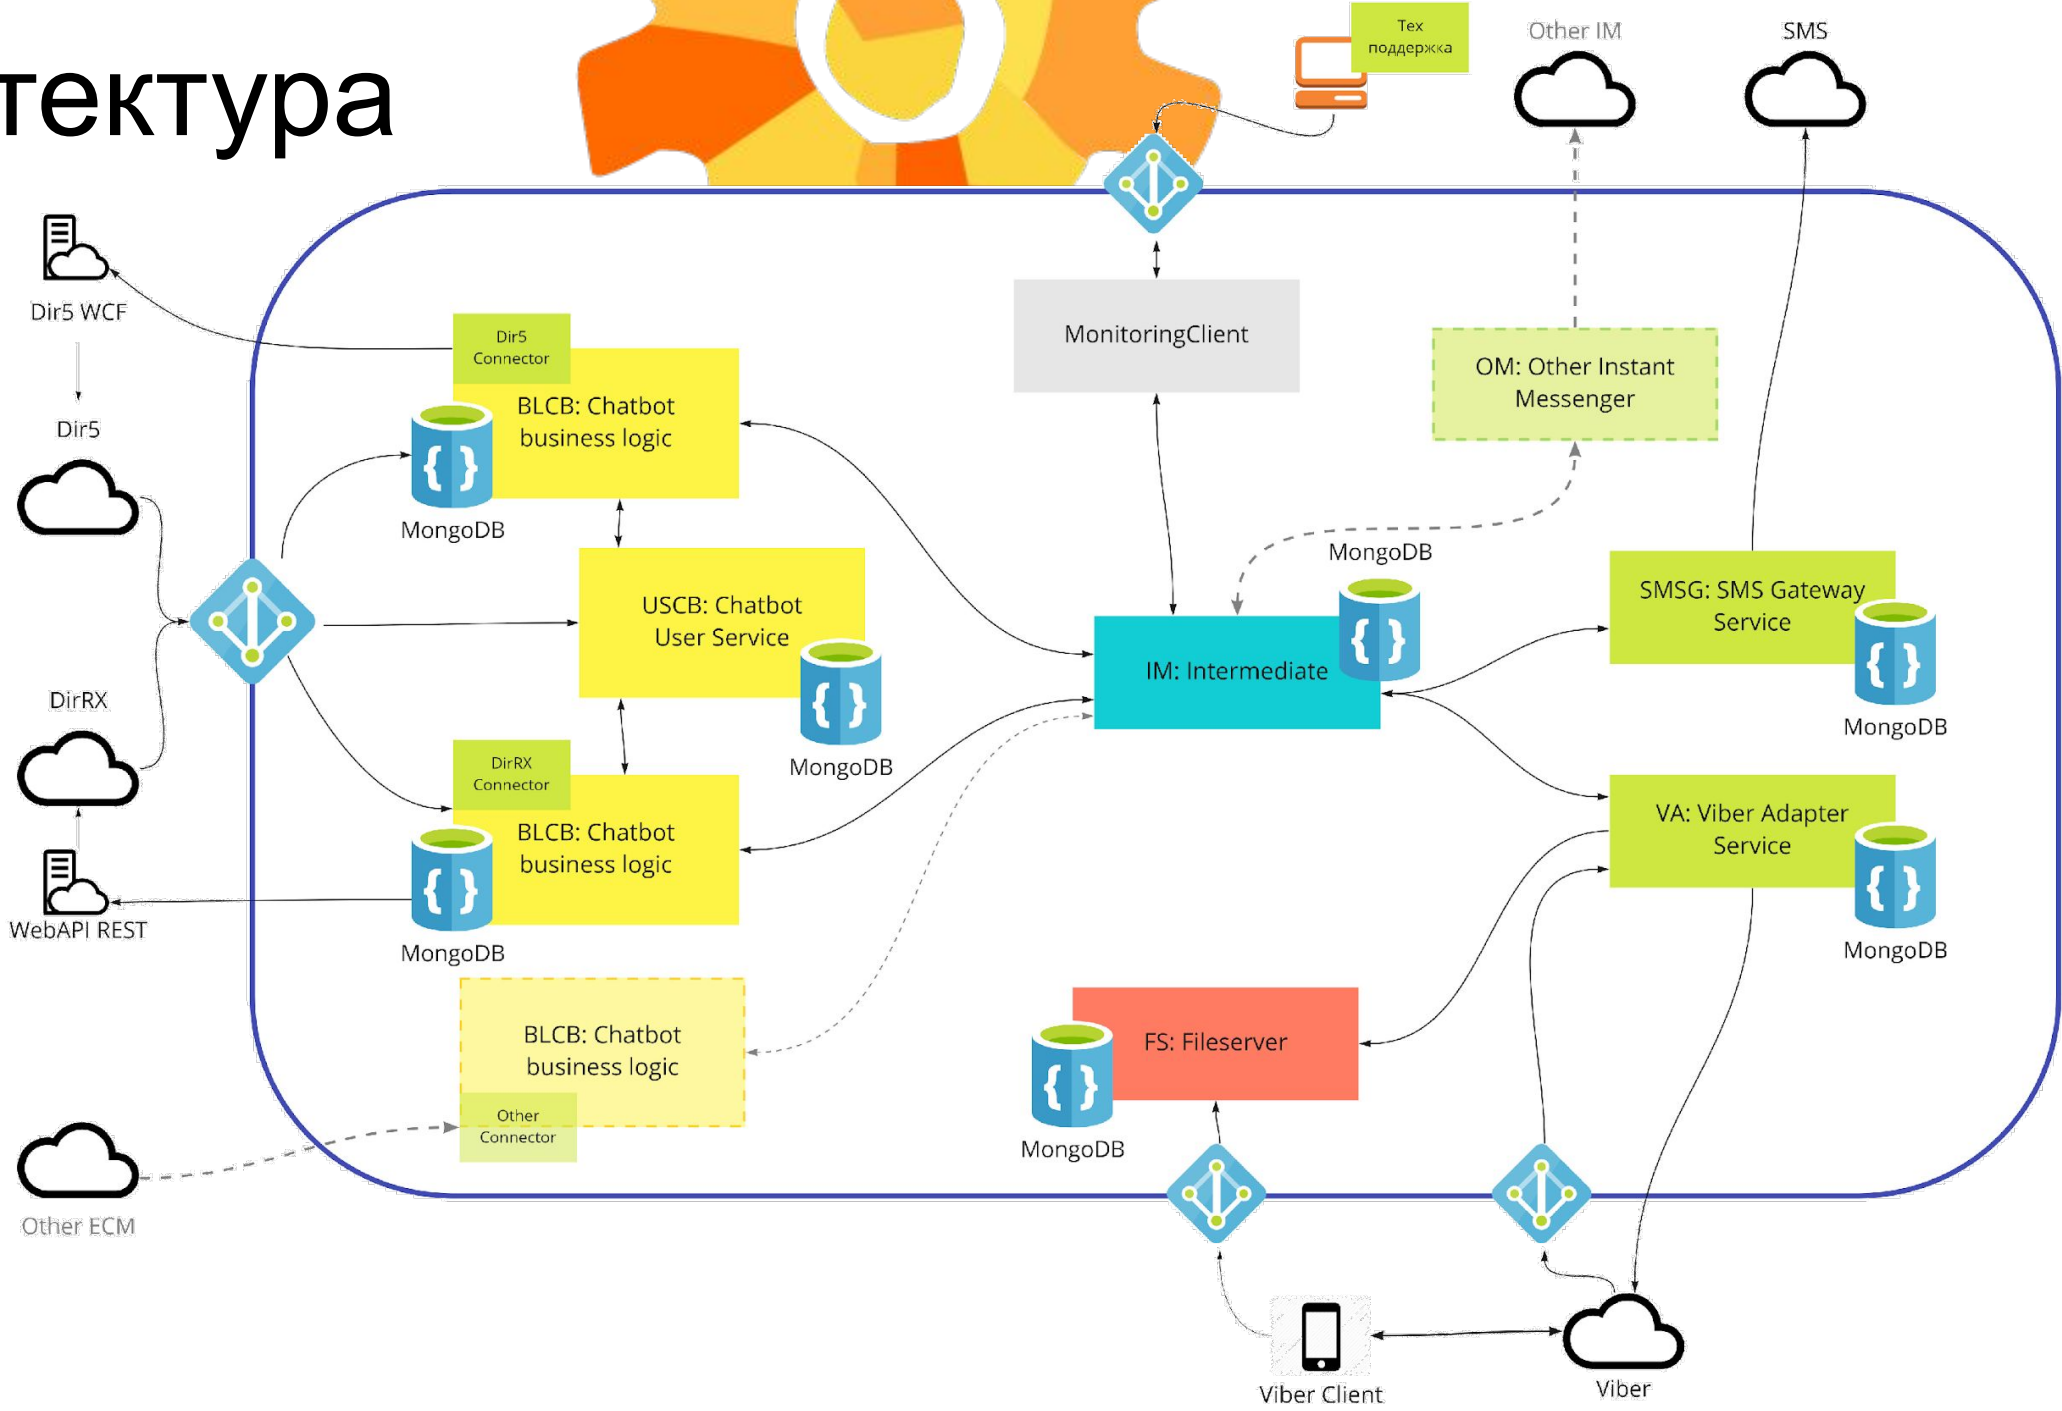 тектура
Тех
поддержка
Other IM
SMS
Dir5 WCF
Dir5
Connector
BLCB: Chatbot
business logic
MongoDB
MonitoringClient
OM: Other Instant
Messenger
Dir5
USCB: Chatbot
User Service
MongoDB
MongoDB
IM: Intermediate
SMSG: SMS Gateway
Service
MongoDB
DirRX
DirRX
Connector
BLCB: Chatbot
business logic
MongoDB
WebAPI REST
VA: Viber Adapter
Service
MongoDB
BLCB: Chatbot
business logic
Other
Connector
FS: Fileserver
MongoDB
Other ECM
Viber Client
Viber